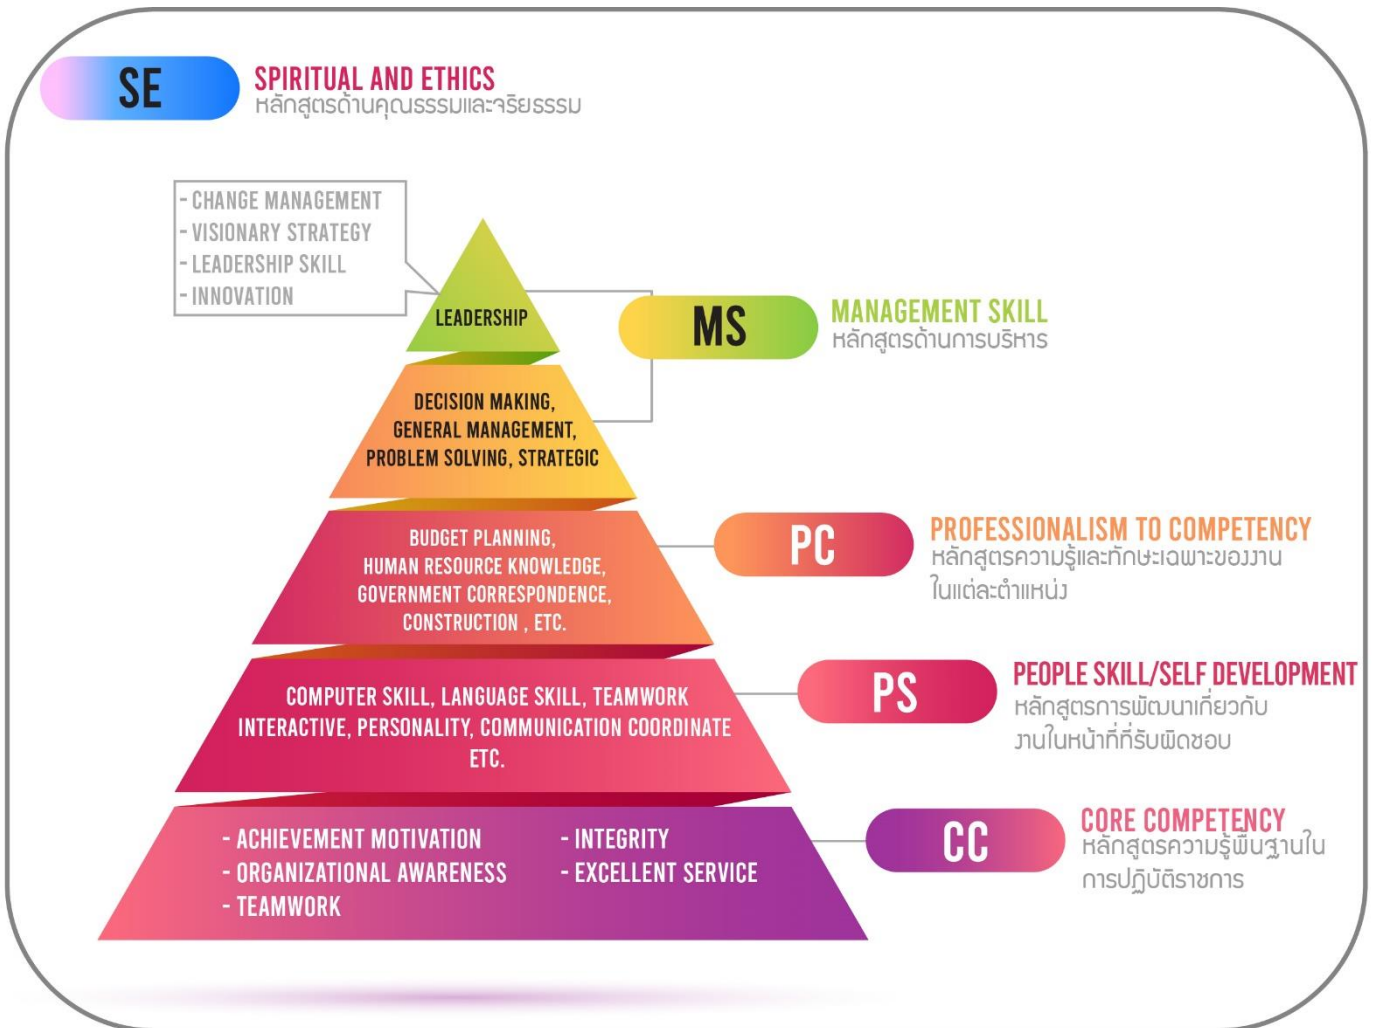 SE
SPIRITUAL AND ETHICS
หลักสูตรด้านคุณธรรมและจริยธรรม
- CHANGE MANAGEMENT
- VISIONARY STRATEGY
- LEADERSHIP SKILL
- INNOVATION
LEADERSHIP
MS
MANAGEMENT SKILL
หลักสูตรด้านการบริหาร
DECISION MAKING,
GENERAL MANAGEMENT,
PROBLEM SOLVING, STRATEGIC
BUDGET PLANNING,
HUMAN RESOURCE KNOWLEDGE,
GOVERNMENT CORRESPONDENCE,
CONSTRUCTION , ETC.
PC
PROFESSIONALISM TO COMPETENCY
หลักสูตรความรู้และทักษะเฉพาะของงาน
ในแต่ละตำแหน่ง
COMPUTER SKILL, LANGUAGE SKILL, TEAMWORK
INTERACTIVE, PERSONALITY, COMMUNICATION COORDINATE
ETC.
PS
PEOPLE SKILL/SELF DEVELOPMENT
หลักสูตรการพัฒนาเกี่ยวกับ
งานในหน้าที่ที่รับผิดชอบ
- ACHIEVEMENT MOTIVATION
- ORGANIZATIONAL AWARENESS
- TEAMWORK
- INTEGRITY
- EXCELLENT SERVICE
CC
CORE COMPETENCY
หลักสูตรความรู้พื้นฐานใน
การปฏิบัติราชการ